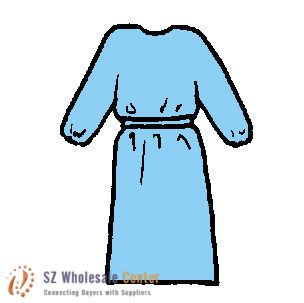 SZ Wholesale Center
Connecting Buyers with Suppliers